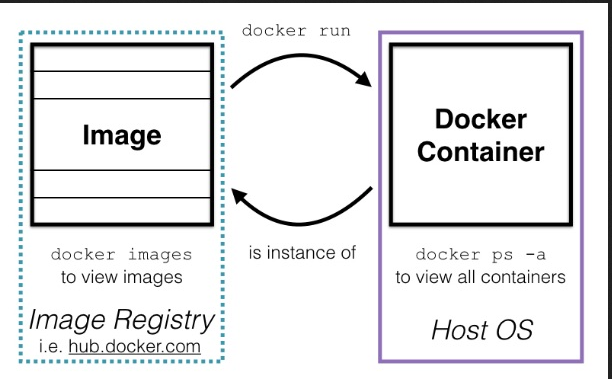 docker run
Image
Docker
Container
is instance of
docker images
to view images
docker ps -a
to view all containers
Image Registry
i.e. hub.docker.com
Host OS